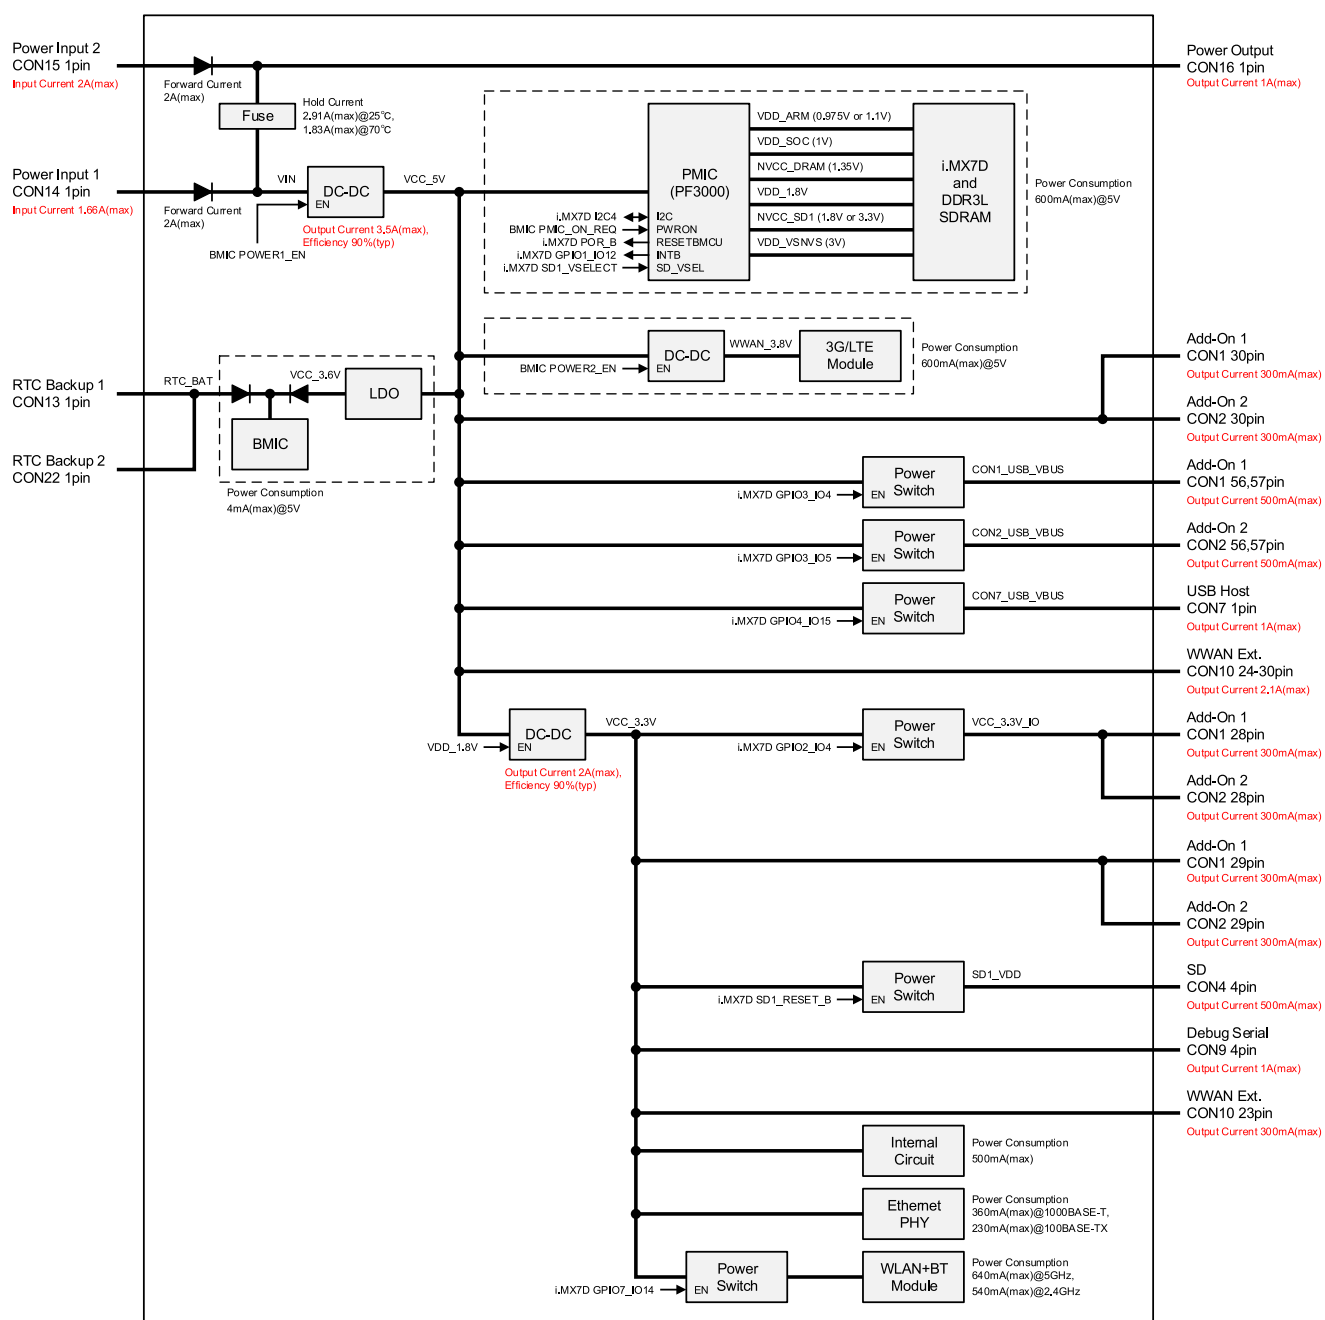 Power Input 2
CON15 1pin
Input Current 2A(max)
Forward Current
2A(max)
Fuse
Hold Current
2.91A(max)@25°C,
1.83A(max)@70°C
Power Output
CON16 1pin
Output Current 1A(max)
Power Input 1
CON14 1pin
Input Current 1.66A(max)
Forward Current
2A(max)
VIN
DC-DC
EN
VCC_5V
BMIC POWER1_EN
Output Current 3.5A(max),
Efficiency 90%(typ)
PMIC
(PF3000)
i.MX7D I2C4
I2C
BMIC PMIC_ON_REQ
PWRON
i.MX7D POR_B
RESETBMCU
i.MX7D GPIO1_IO12
INTB
i.MX7D SD1_VSELECT
SD_VSEL
VDD_ARM (0.975V or 1.1V)
VDD_SOC (1V)
NVCC_DRAM (1.35V)
VDD_1.8V
NVCC_SD1 (1.8V or 3.3V)
VDD_VSNVS (3V)
i.MX7D
and
DDR3L
SDRAM
Power Consumption
600mA(max)@5V
DC-DC
EN
BMIC POWER2_EN
WWAN_3.8V
3G/LTE
Module
Power Consumption
600mA(max)@5V
RTC Backup 1
CON13 1pin
RTC Backup 2
CON22 1pin
RTC_BAT
VCC_3.6V
LDO
BMIC
Power Consumption
4mA(max)@5V
Add-On 1
CON1 30pin
Output Current 300mA(max)
Add-On 2
CON2 30pin
Output Current 300mA(max)
i.MX7D GPIO3_IO4
Power
Switch
EN
CON1_USB_VBUS
Add-On 1
CON1 56,57pin
Output Current 500mA(max)
i.MX7D GPIO3_IO5
Power
Switch
EN
CON2_USB_VBUS
Add-On 2
CON2 56,57pin
Output Current 500mA(max)
i.MX7D GPIO4_IO15
Power
Switch
EN
CON7_USB_VBUS
USB Host
CON7 1pin
Output Current 1A(max)
WWAN Ext.
CON10 24-30pin
Output Current 2.1A(max)
VDD_1.8V
DC-DC
EN
VCC_3.3V
Output Current 2A(max),
Efficiency 90%(typ)
i.MX7D GPIO2_IO4
Power
Switch
EN
VCC_3.3V_IO
Add-On 1
CON1 28pin
Output Current 300mA(max)
Add-On 2
CON2 28pin
Output Current 300mA(max)
Add-On 1
CON1 29pin
Output Current 300mA(max)
Add-On 2
CON2 29pin
Output Current 300mA(max)
i.MX7D SD1_RESET_B
Power
Switch
EN
SD1_VDD
SD
CON4 4pin
Output Current 500mA(max)
Debug Serial
CON9 4pin
Output Current 1A(max)
WWAN Ext.
CON10 23pin
Output Current 300mA(max)
Internal
Circuit
Power Consumption
500mA(max)
Ethernet
PHY
Power Consumption
360mA(max)@1000BASE-T,
230mA(max)@100BASE-TX
i.MX7D GPIO7_IO14
Power
Switch
EN
WLAN+BT
Module
Power Consumption
640mA(max)@5GHz,
540mA(max)@2.4GHz